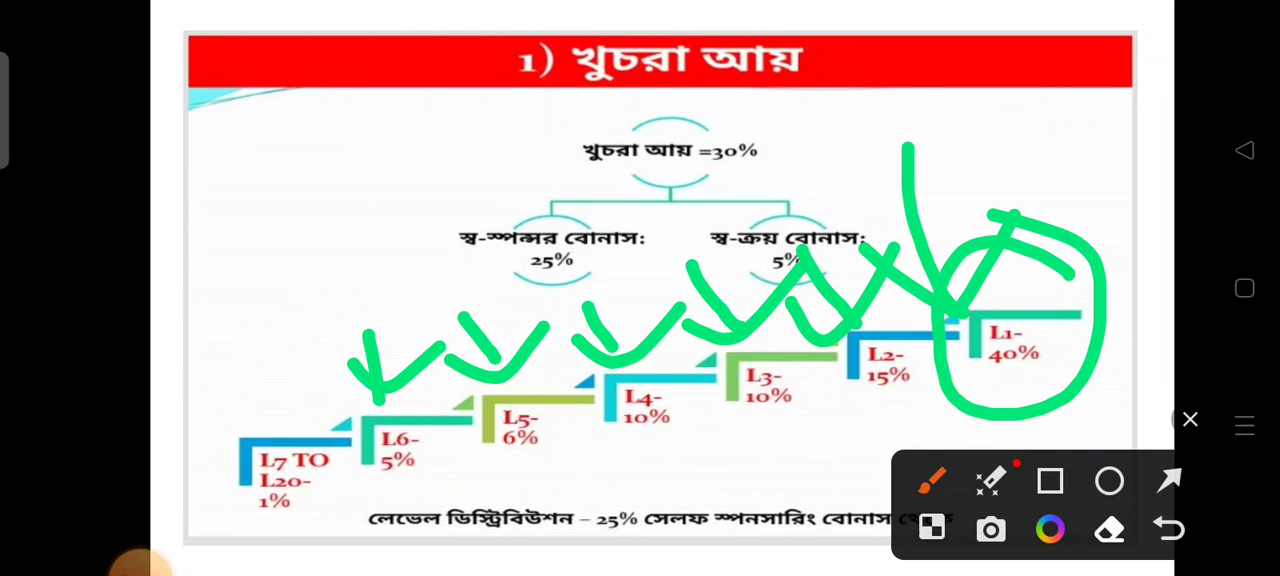 1) খুচরা আয়
খুচরা আয় =30%
স্ব-স্পন্সর বোনাস:
25%
স্ব-ক্রয় বোনাস:
5%
L1-
40%
L2-
15%
L3-
10%
L4-
10%
L5-
6%
L6-
5%
L7 TO
L20-
1%
লেভেল ডিস্ট্রিবিউশন – 25% সেলফ স্পনসারিং বোনাস